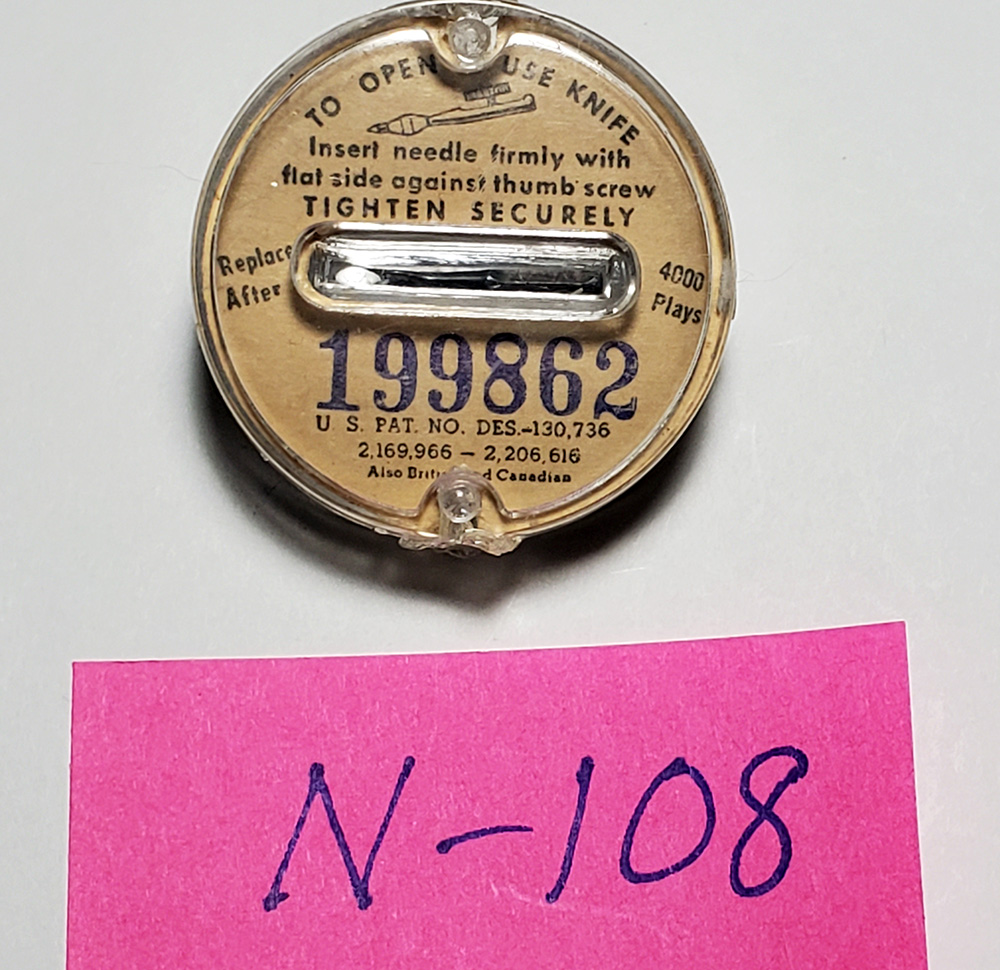 TO OPEN USE KNIFE
Insert needle firmly with
flat side against thumb screw
TIGHTEN SECURELY
Replace
After
4000
Plays
199862
U. S. PAT. NO. DES.-130,736
2,169,966 — 2,206,616
Also Canadian
N-108